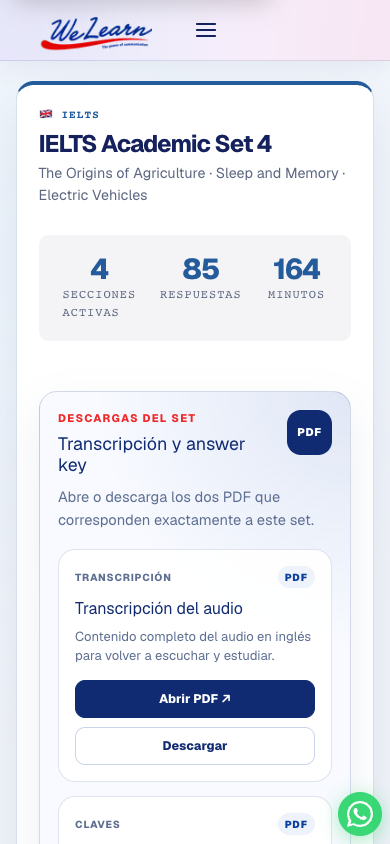 WeLearn
The power of communication
IELTS
IELTS Academic Set 4
The Origins of Agriculture · Sleep and Memory ·
Electric Vehicles
4
SECCIONES
ACTIVAS
85
RESPUESTAS
164
MINUTOS
DESCARGAS DEL SET
Transcripción y answer
key
PDF
Abre o descarga los dos PDF que
corresponden exactamente a este set.
TRANSCRIPCIÓN
PDF
Transcripción del audio
Contenido completo del audio en inglés
para volver a escuchar y estudiar.
Abrir PDF ↗
Descargar
CLAVES
PDF